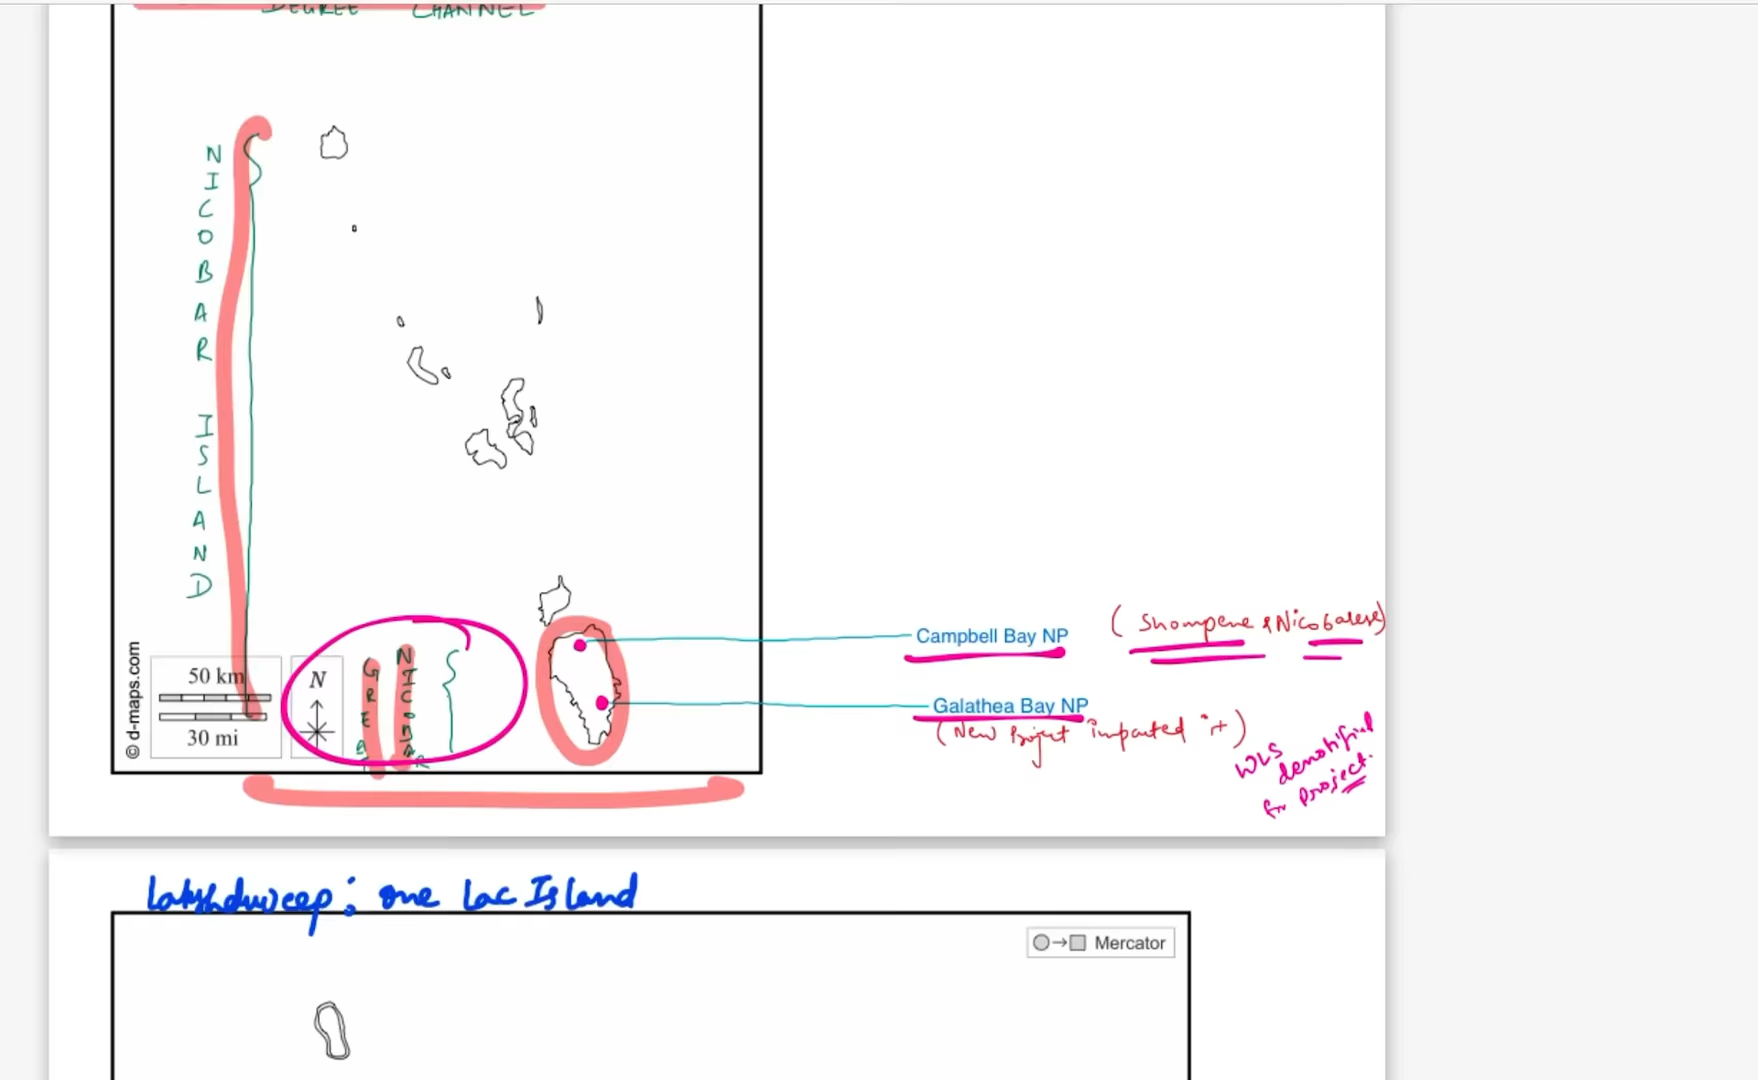 DEGREE CHANNEL
NICOBAR ISLAND
© d-maps.com
50 km
30 mi
N
GREAT
NICOBAR
Campbell Bay NP
(Shompene & Nicobarese)
Galathea Bay NP
(New Project impacted it)
WLS
denotified
for project.
Lakshdweep; one Lac Island
Mercator